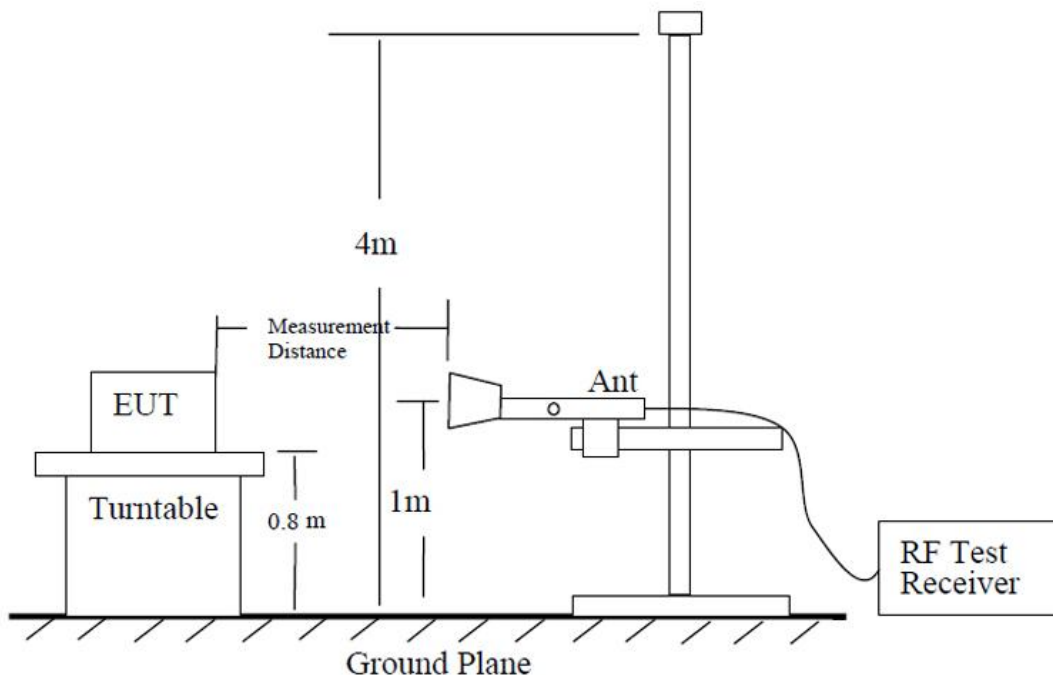 4m
Measurement
Distance
EUT
Ant
Turntable
0.8 m
1m
RF Test
Receiver
Ground Plane